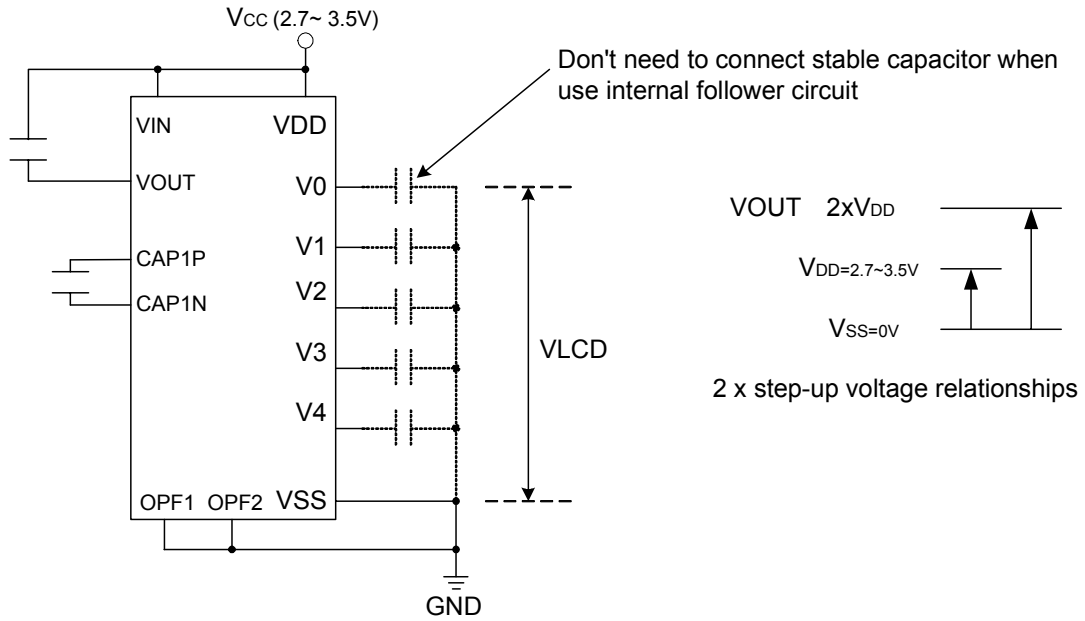 VCC (2.7~ 3.5V)
Don't need to connect stable capacitor when
use internal follower circuit
VIN
VDD
VOUT
V0
CAP1P
V1
CAP1N
V2
V3
V4
OPF1 OPF2 VSS
GND
VLCD
VOUT 2xVDD
VDD=2.7~3.5V
VSS=0V
2 x step-up voltage relationships